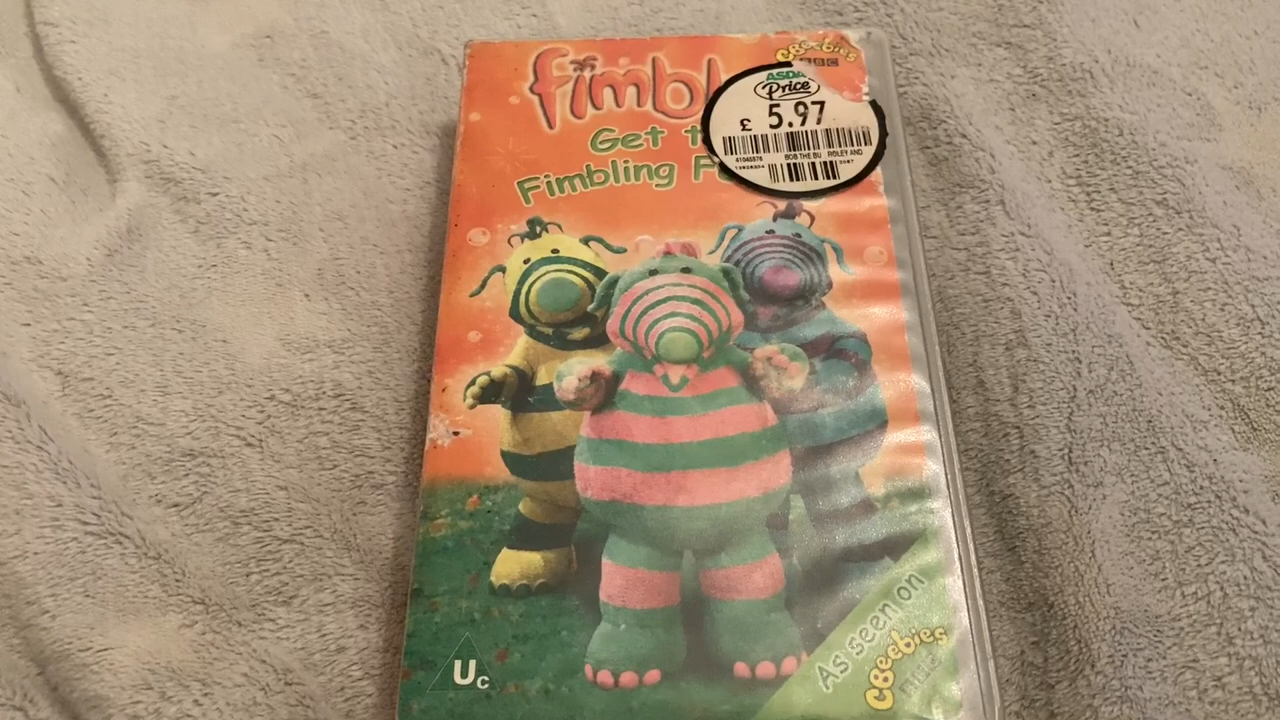 fimbl
CBeebies
BBC
ASDA
Price
£ 5.97
41045576 BOB THE BU ROLEY AND
Get t
Fimbling F
As seen on
CBeebies
Uc